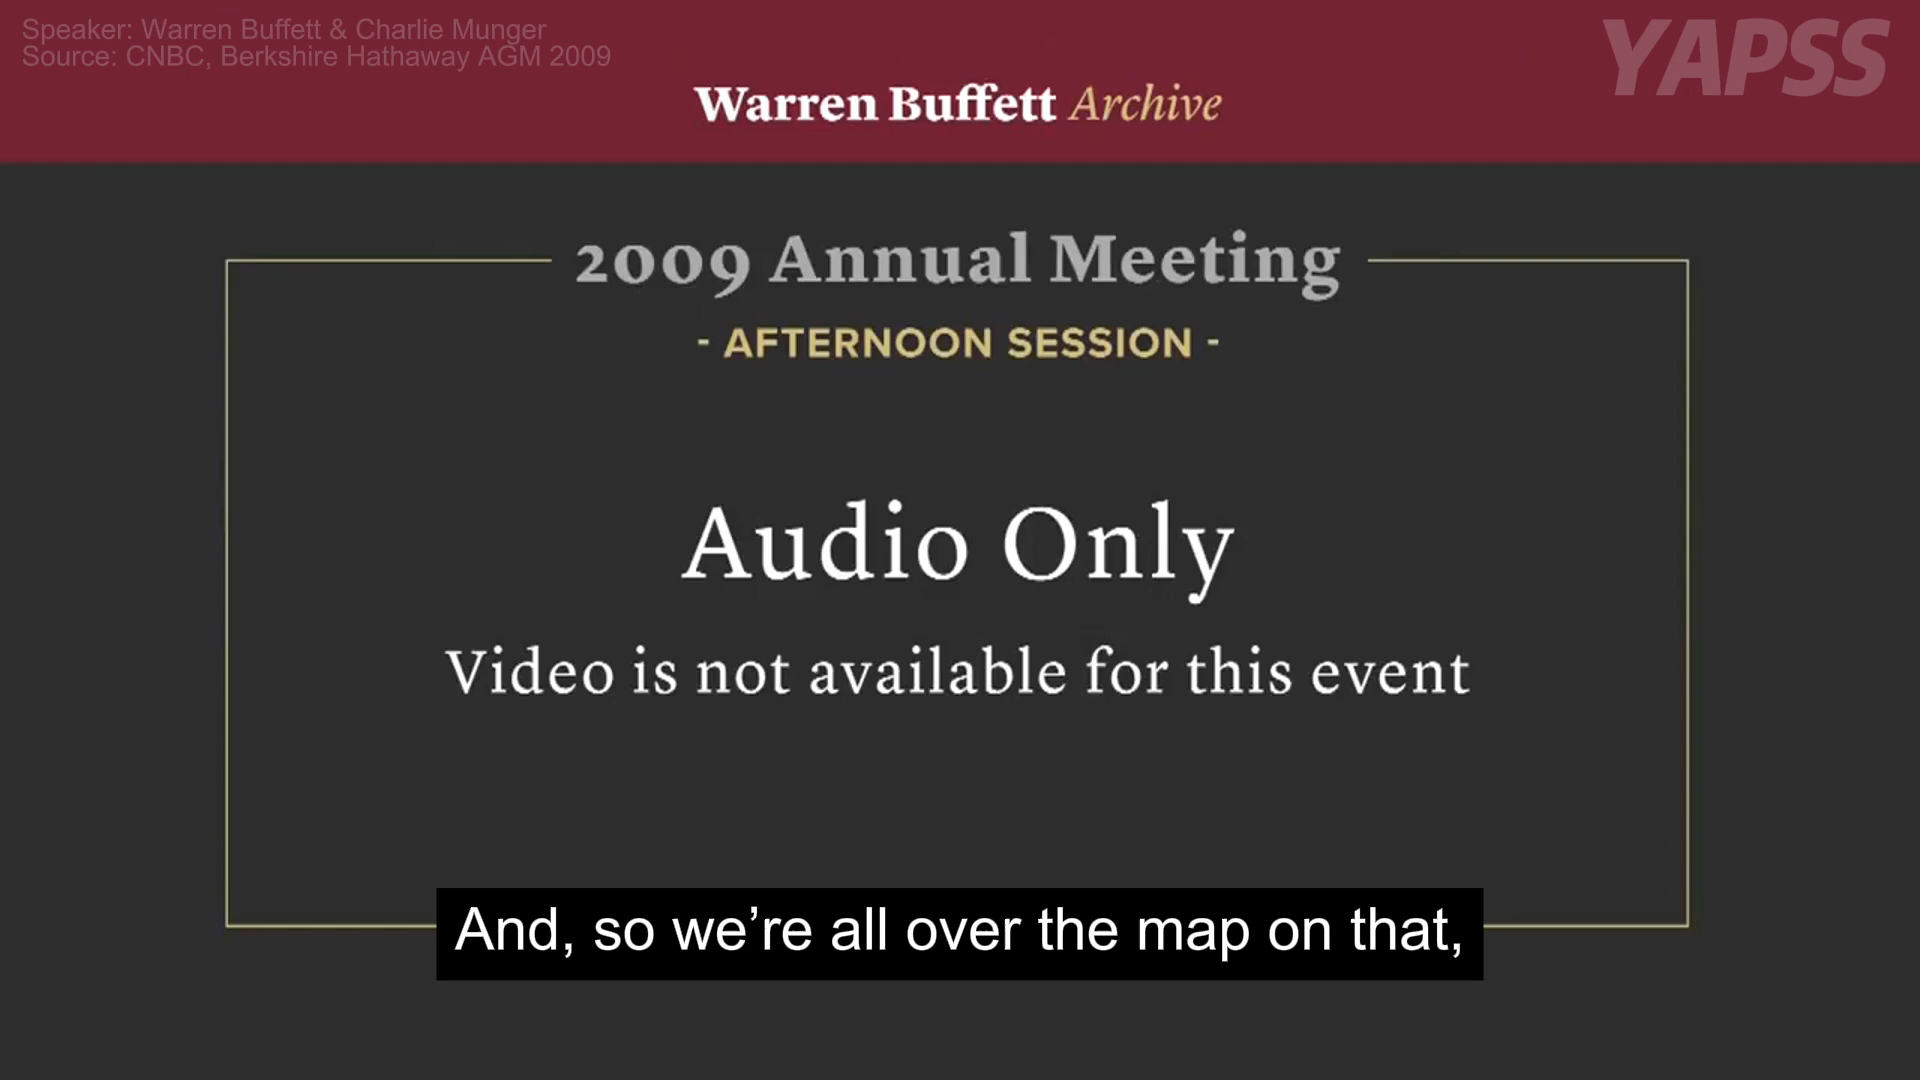 Speaker: Warren Buffett & Charlie Munger
Source: CNBC, Berkshire Hathaway AGM 2009
YAPSS
Warren Buffett Archive
2009 Annual Meeting
- AFTERNOON SESSION -
Audio Only
Video is not available for this event
And, so we’re all over the map on that,